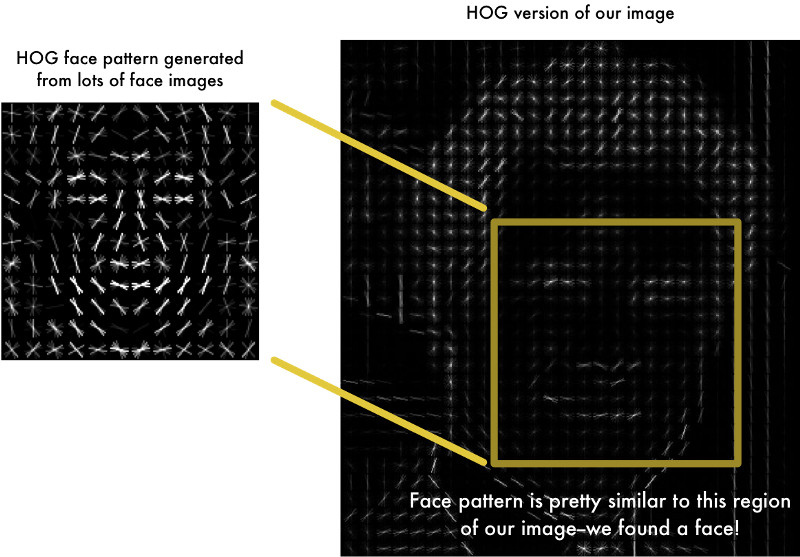 HOG version of our image
HOG face pattern generated
from lots of face images
Face pattern is pretty similar to this region
of our image–we found a face!